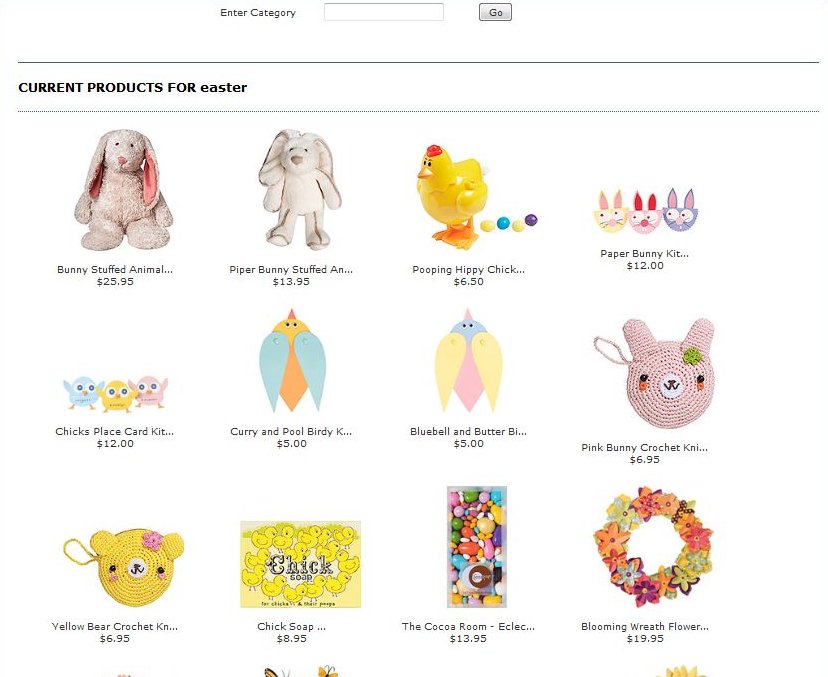 Enter Category
Go
CURRENT PRODUCTS FOR easter
Bunny Stuffed Animal...
$25.95
Piper Bunny Stuffed An...
$13.95
Pooping Hippy Chick...
$6.50
Paper Bunny Kit...
$12.00
Chicks Place Card Kit...
$12.00
Curry and Pool Birdy K...
$5.00
Bluebell and Butter Bi...
$5.00
Pink Bunny Crochet Kni...
$6.95
Chick
SOAP
for chicks & their peeps
Yellow Bear Crochet Kn...
$6.95
Chick Soap ...
$8.95
The Cocoa Room - Eclec...
$13.95
Blooming Wreath Flower...
$19.95